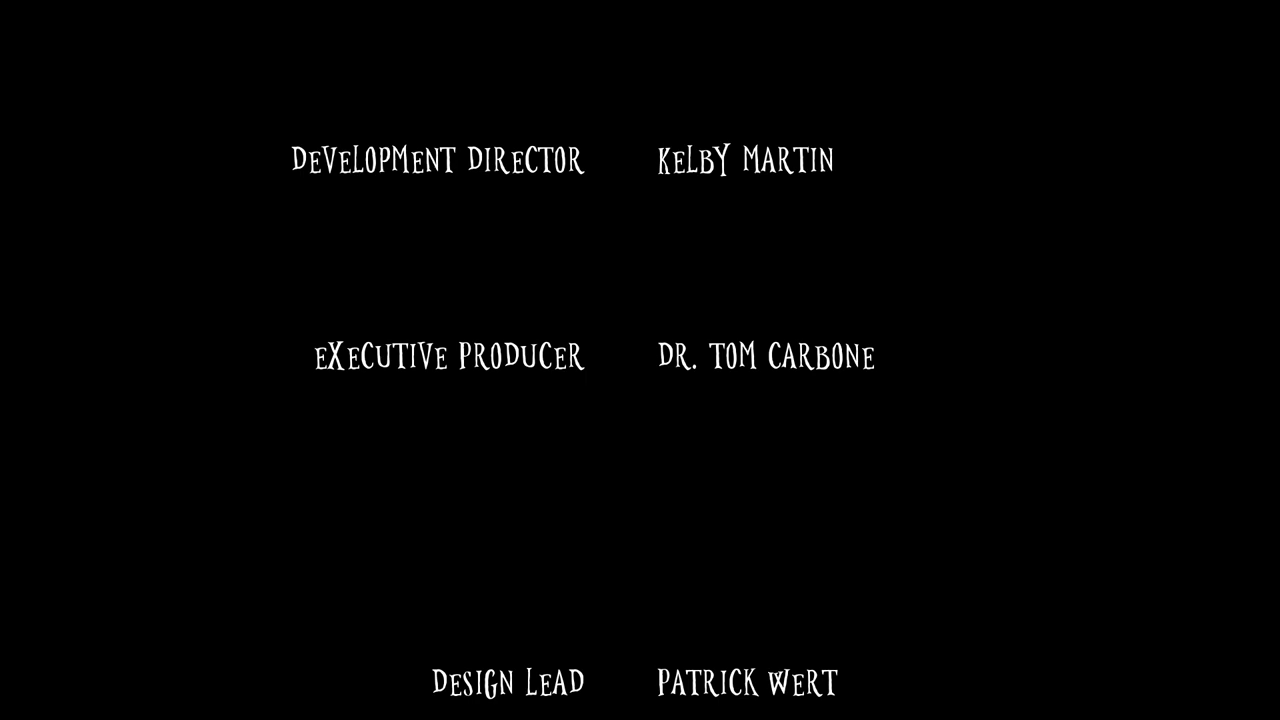 DEVELOPMENT DIRECTOR KELBY MARTIN
EXECUTIVE PRODUCER DR. TOM CARBONE
DESIGN LEAD PATRICK WERT